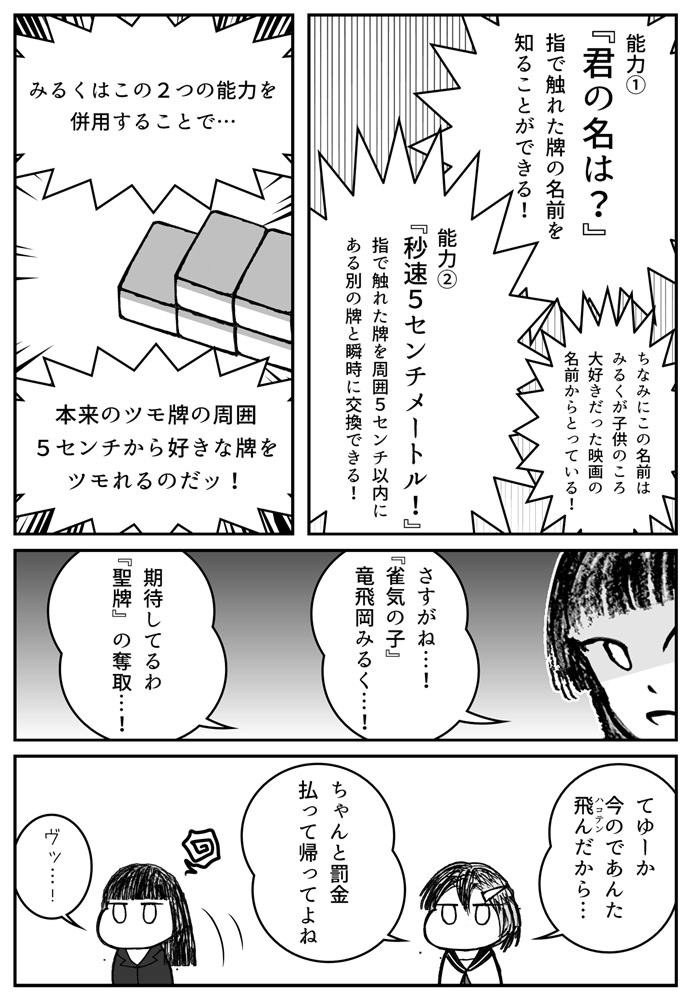 能力①
『君の名は？』
指で触れた牌の名前を
知ることができる！
ちなみにこの名前は
みるくが子供のころ
大好きだった映画の
名前からとっている！
能力②
『秒速５センチメートル！』
指で触れた牌を周囲５センチ以内に
ある別の牌と瞬時に交換できる！
みるくはこの２つの能力を
併用することで…
本来のツモ牌の周囲
５センチから好きな牌を
ツモれるのだッ！
さすがね…！
『雀気の子』
竜飛岡みるく…！
期待してるわ
『聖牌』の奪取…！
てゆーか
今のであんた
飛んだから…
ハコテン
ちゃんと罰金
払って帰ってよね
ヴッ…！